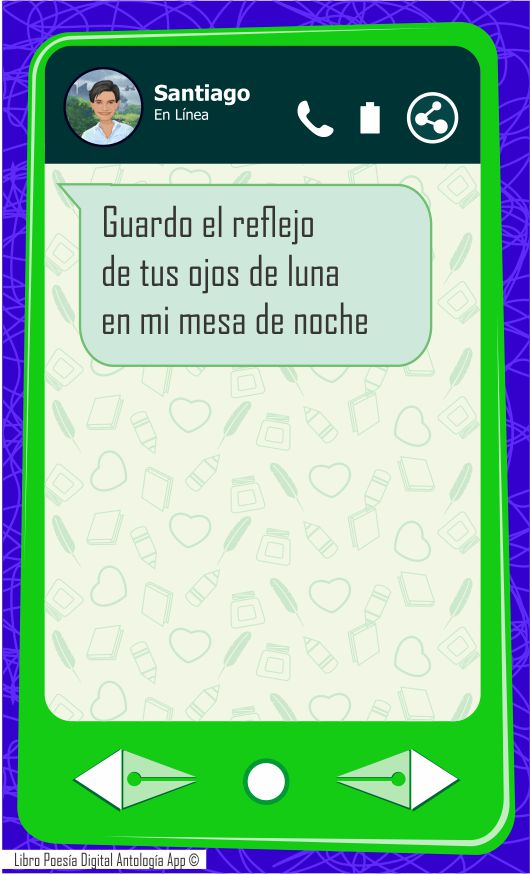 Santiago
En Línea
Guardo el reflejo
de tus ojos de luna
en mi mesa de noche
Libro Poesía Digital Antología App ©